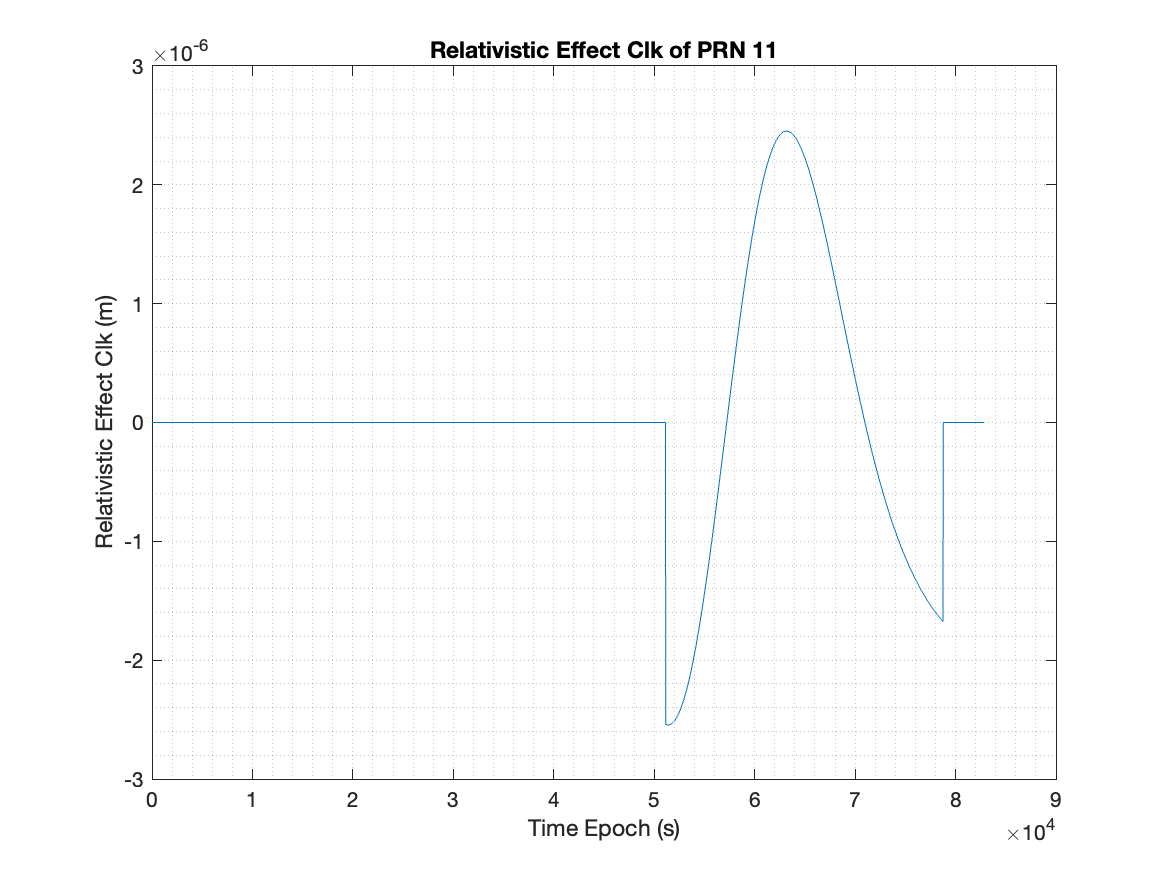 Relativistic Effect Clk of PRN 11
×10-6
3
2
1
0
-1
-2
-3
Relativistic Effect Clk (m)
0 1 2 3 4 5 6 7 8 9
Time Epoch (s)
×104